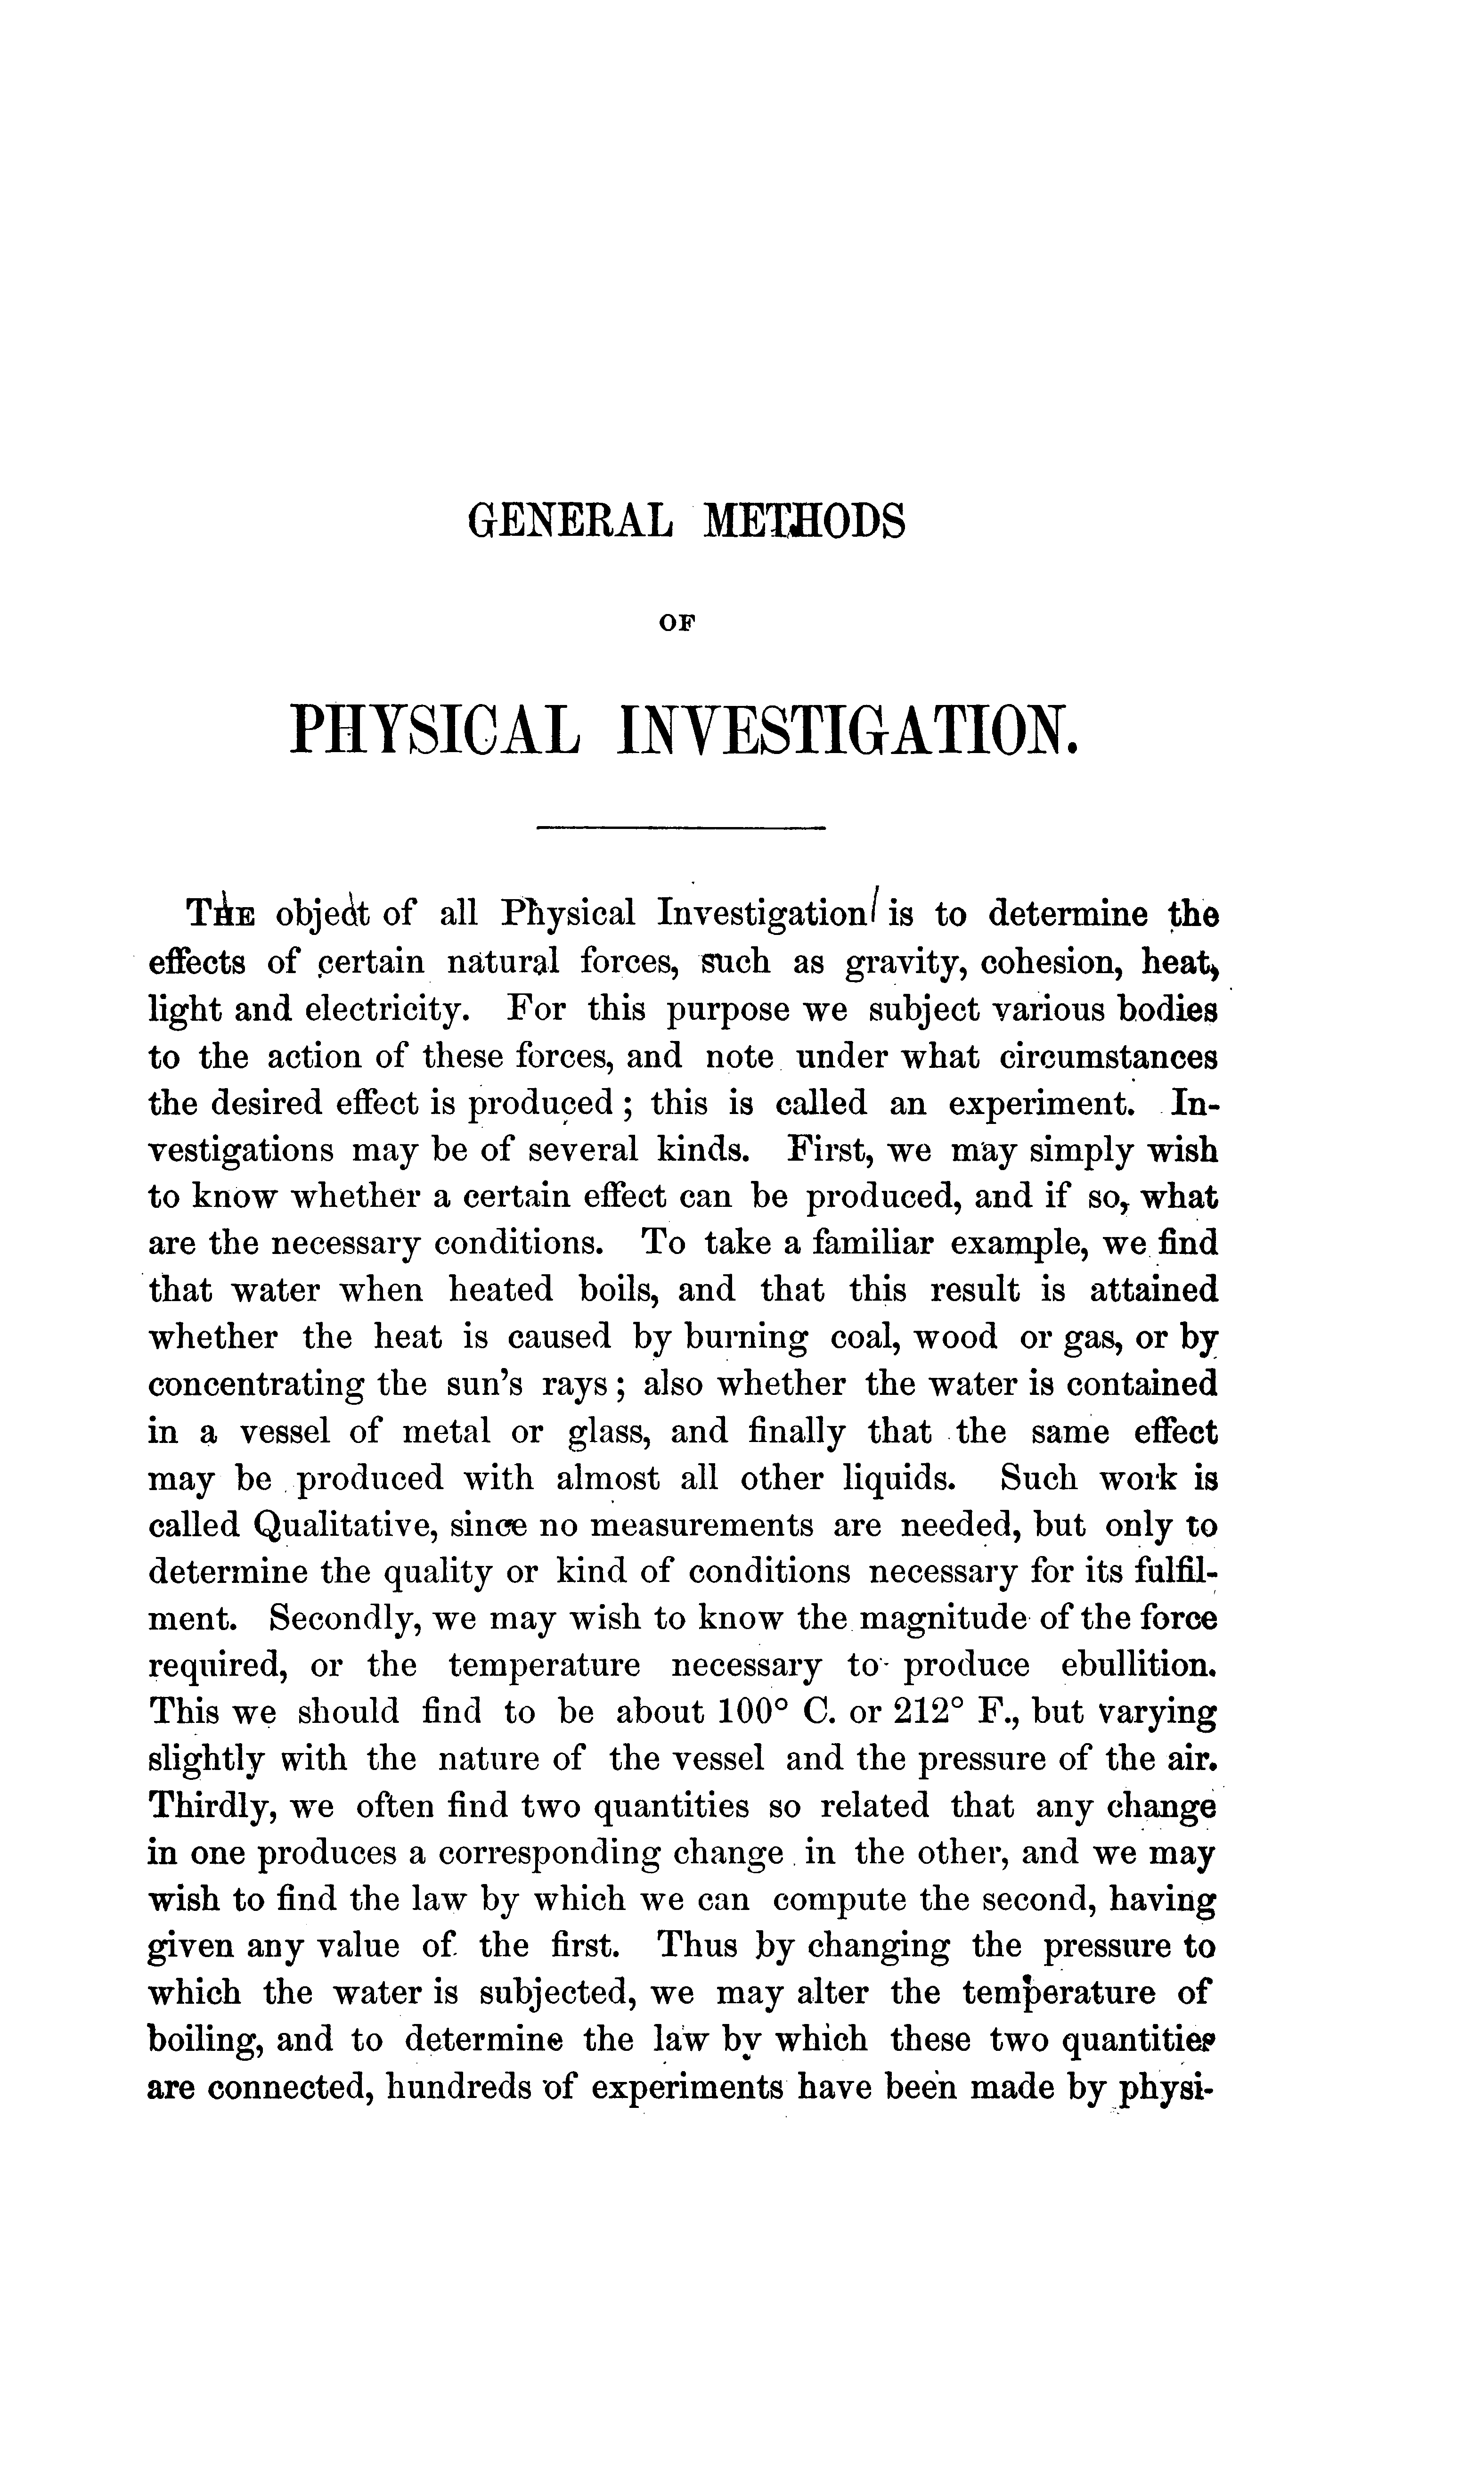 GENERAL METHODS
OF
PHYSICAL INVESTIGATION.
THE object of all Physical Investigation is to determine the
effects of certain natural forces, such as gravity, cohesion, heat,
light and electricity. For this purpose we subject various bodies
to the action of these forces, and note under what circumstances
the desired effect is produced; this is called an experiment. In-
vestigations may be of several kinds. First, we may simply wish
to know whether a certain effect can be produced, and if so, what
are the necessary conditions. To take a familiar example, we find
that water when heated boils, and that this result is attained
whether the heat is caused by burning coal, wood or gas, or by
concentrating the sun's rays; also whether the water is contained
in a vessel of metal or glass, and finally that the same effect
may be produced with almost all other liquids. Such work is
called Qualitative, since no measurements are needed, but only to
determine the quality or kind of conditions necessary for its fulfil-
ment. Secondly, we may wish to know the magnitude of the force
required, or the temperature necessary to produce ebullition.
This we should find to be about 100° C. or 212° F., but varying
slightly with the nature of the vessel and the pressure of the air.
Thirdly, we often find two quantities so related that any change
in one produces a corresponding change in the other, and we may
wish to find the law by which we can compute the second, having
given any value of the first. Thus by changing the pressure to
which the water is subjected, we may alter the temperature of
boiling, and to determine the law by which these two quantities
are connected, hundreds of experiments have been made by physi-